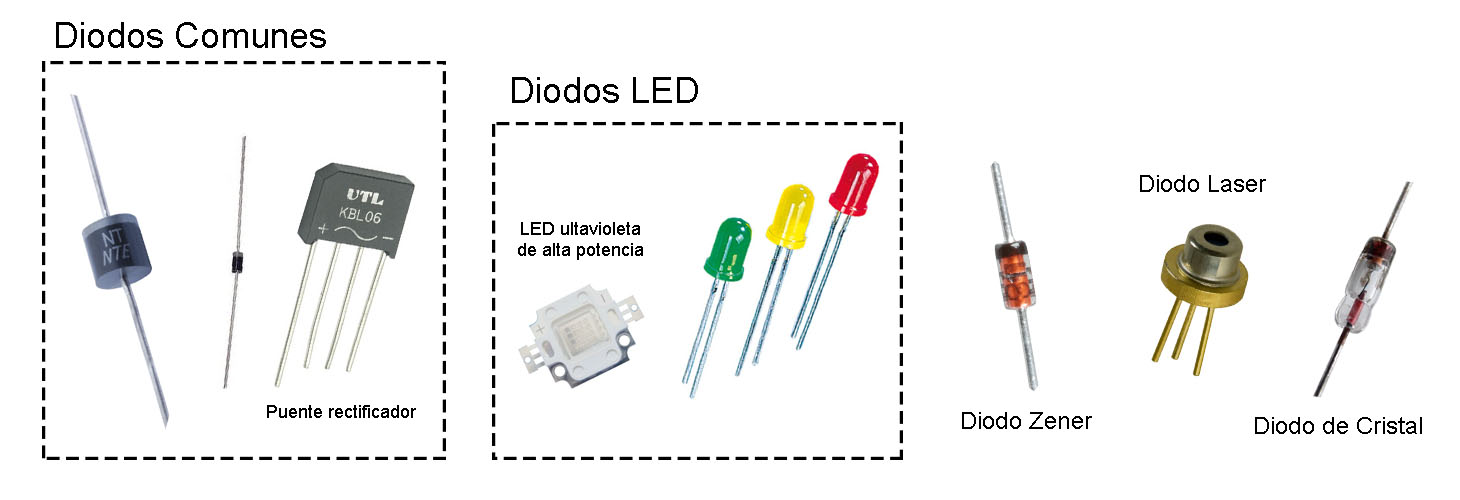 Diodos Comunes
NT
NTE
UTL
KBL06
+ ~ -
Puente rectificador
Diodos LED
LED ultavioleta
de alta potencia
Diodo Zener
Diodo Laser
Diodo de Cristal